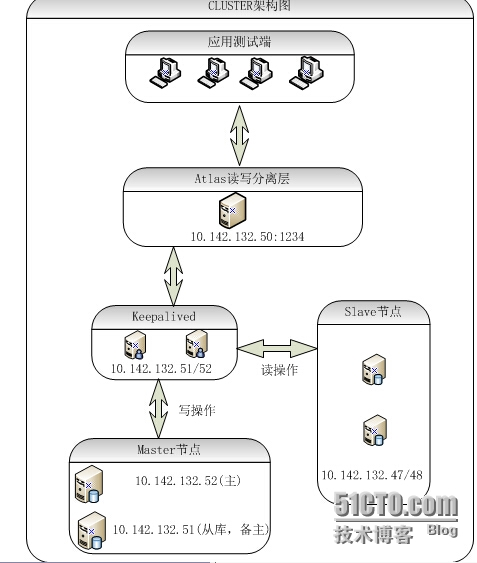 CLUSTER架构图
应用测试端
Atlas读写分离层
10.142.132.50:1234
Keepalived
10.142.132.51/52
读操作
Slave节点
10.142.132.47/48
写操作
Master节点
10.142.132.52(主)
10.142.132.51(从库，备主)
51CTO.com
技术博客 Blog